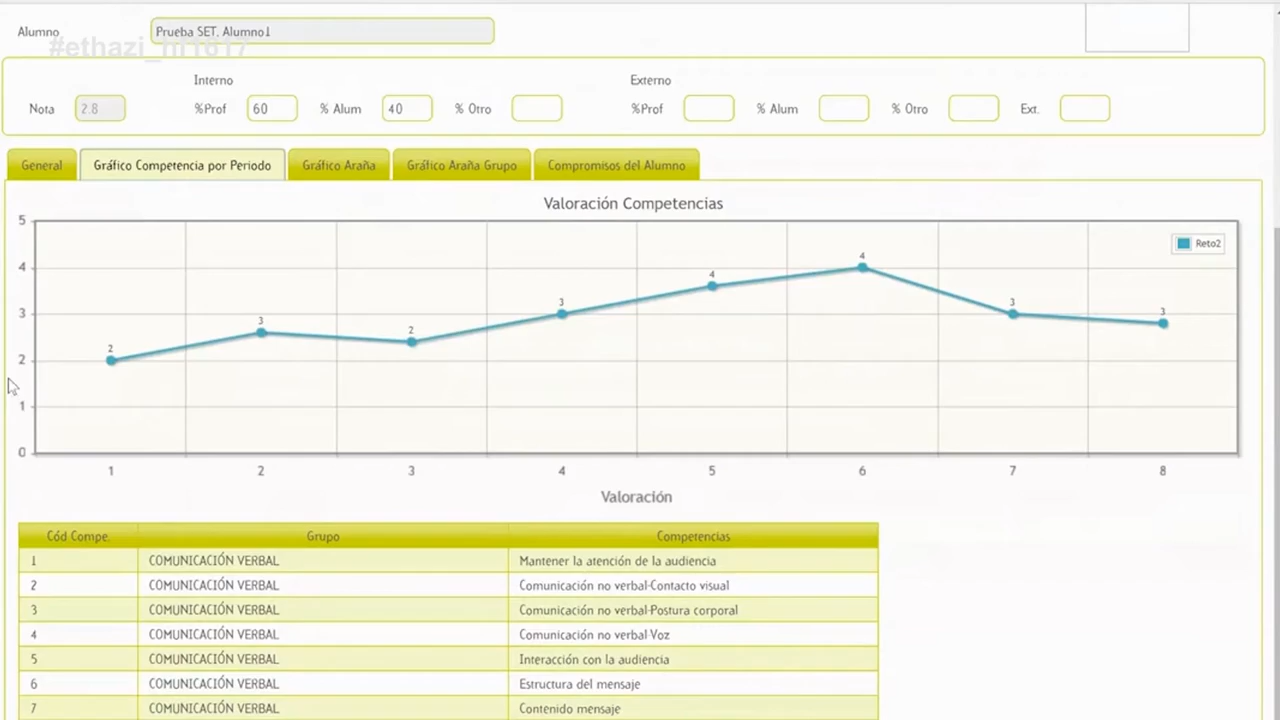 Alumno Prueba SET, Alumno1
#ethazi_nf1617
Interno Externo
Nota 2.8 %Prof 60 % Alum 40 % Otro %Prof % Alum % Otro Ext.
General Gráfico Competencia por Periodo Gráfico Araña Gráfico Araña Grupo Compromisos del Alumno
Valoración Competencias
5
Reto2
4
3
2
1
0
2 3 2 3 4 4 3 3
1 2 3 4 5 6 7 8
Valoración
Cód Compe. Grupo Competencias
1 COMUNICACIÓN VERBAL Mantener la atención de la audiencia
2 COMUNICACIÓN VERBAL Comunicación no verbal-Contacto visual
3 COMUNICACIÓN VERBAL Comunicación no verbal-Postura corporal
4 COMUNICACIÓN VERBAL Comunicación no verbal-Voz
5 COMUNICACIÓN VERBAL Interacción con la audiencia
6 COMUNICACIÓN VERBAL Estructura del mensaje
7 COMUNICACIÓN VERBAL Contenido mensaje